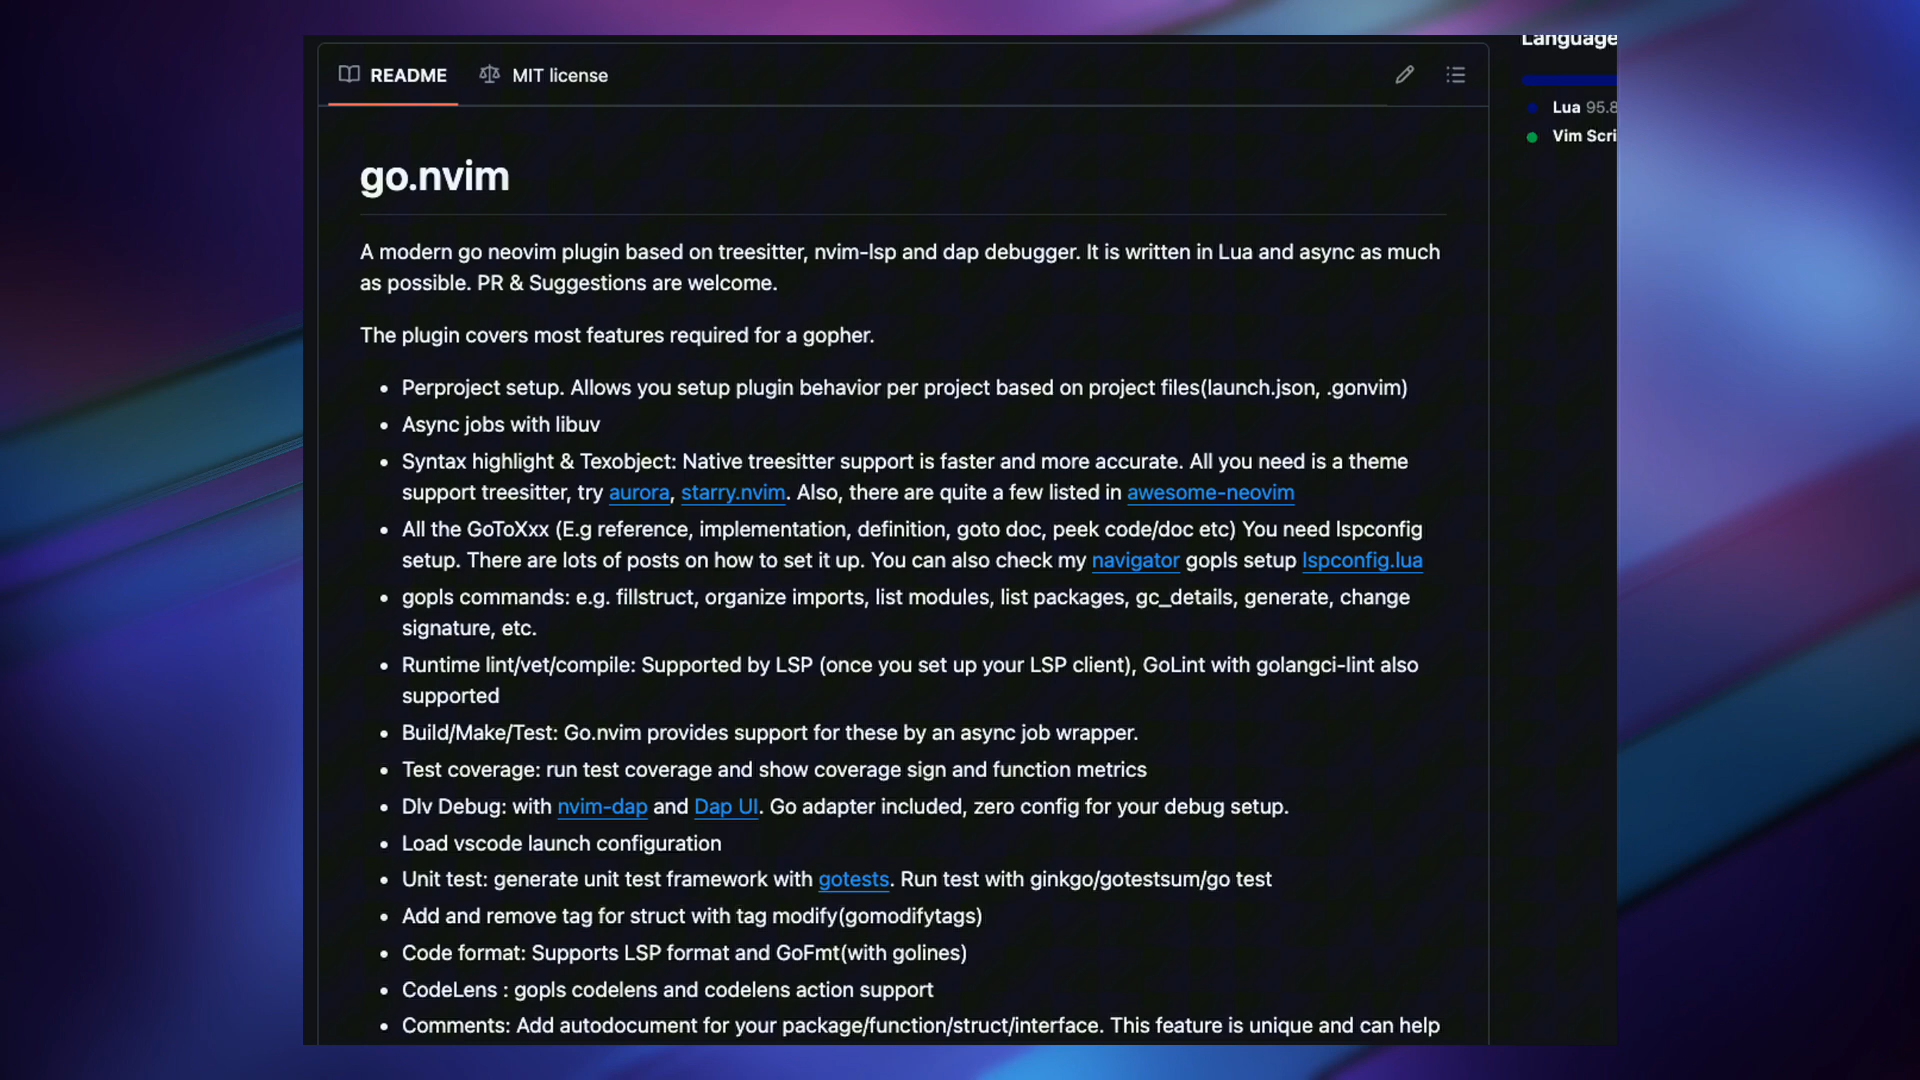 Language
README
MIT license
Lua 95.8
Vim Scri
go.nvim
A modern go neovim plugin based on treesitter, nvim-lsp and dap debugger. It is written in Lua and async as much
as possible. PR & Suggestions are welcome.
The plugin covers most features required for a gopher.
• Perproject setup. Allows you setup plugin behavior per project based on project files(launch.json, .gonvim)
• Async jobs with libuv
• Syntax highlight & Texobject: Native treesitter support is faster and more accurate. All you need is a theme
support treesitter, try aurora, starry.nvim. Also, there are quite a few listed in awesome-neovim
• All the GoToXxx (E.g reference, implementation, definition, goto doc, peek code/doc etc) You need lspconfig
setup. There are lots of posts on how to set it up. You can also check my navigator gopls setup lspconfig.lua
• gopls commands: e.g. fillstruct, organize imports, list modules, list packages, gc_details, generate, change
signature, etc.
• Runtime lint/vet/compile: Supported by LSP (once you set up your LSP client), GoLint with golangci-lint also
supported
• Build/Make/Test: Go.nvim provides support for these by an async job wrapper.
• Test coverage: run test coverage and show coverage sign and function metrics
• Dlv Debug: with nvim-dap and Dap UI. Go adapter included, zero config for your debug setup.
• Load vscode launch configuration
• Unit test: generate unit test framework with gotests. Run test with ginkgo/gotestsum/go test
• Add and remove tag for struct with tag modify(gomodifytags)
• Code format: Supports LSP format and GoFmt(with golines)
• CodeLens : gopls codelens and codelens action support
• Comments: Add autodocument for your package/function/struct/interface. This feature is unique and can help